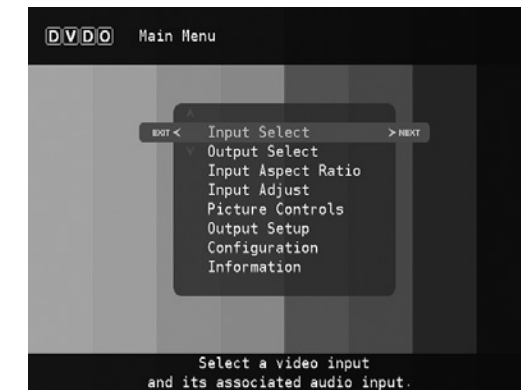 DVDO Main Menu
EXIT < Input Select > NEXT
Output Select
Input Aspect Ratio
Input Adjust
Picture Controls
Output Setup
Configuration
Information
Select a video input
and its associated audio input.